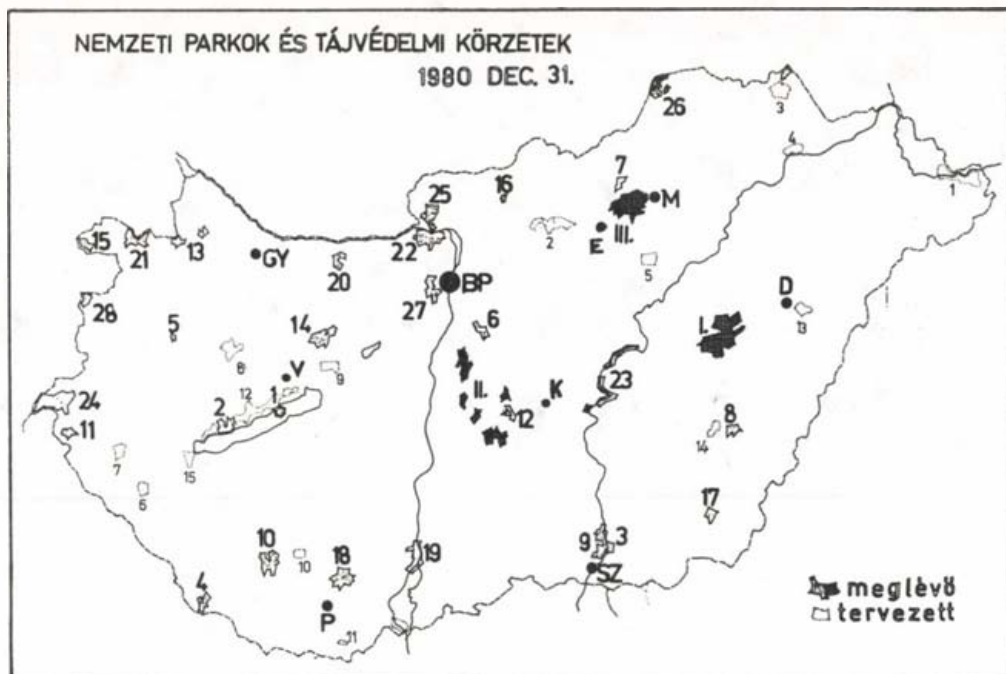 NEMZETI PARKOK ÉS TÁJVÉDELMI KÖRZETEK
1980 DEC. 31.
26
3
4
1
7
M
16
2
E
III.
5
25
22
15
21
13
GY
20
BP
27
28
5
14
6
D
13
I.
8
9
V
12
1
2
II.
A
12
K
23
24
11
7
6
15
14
8
17
10
10
18
19
9
3
SZ
4
P
11
meglévő
tervezett